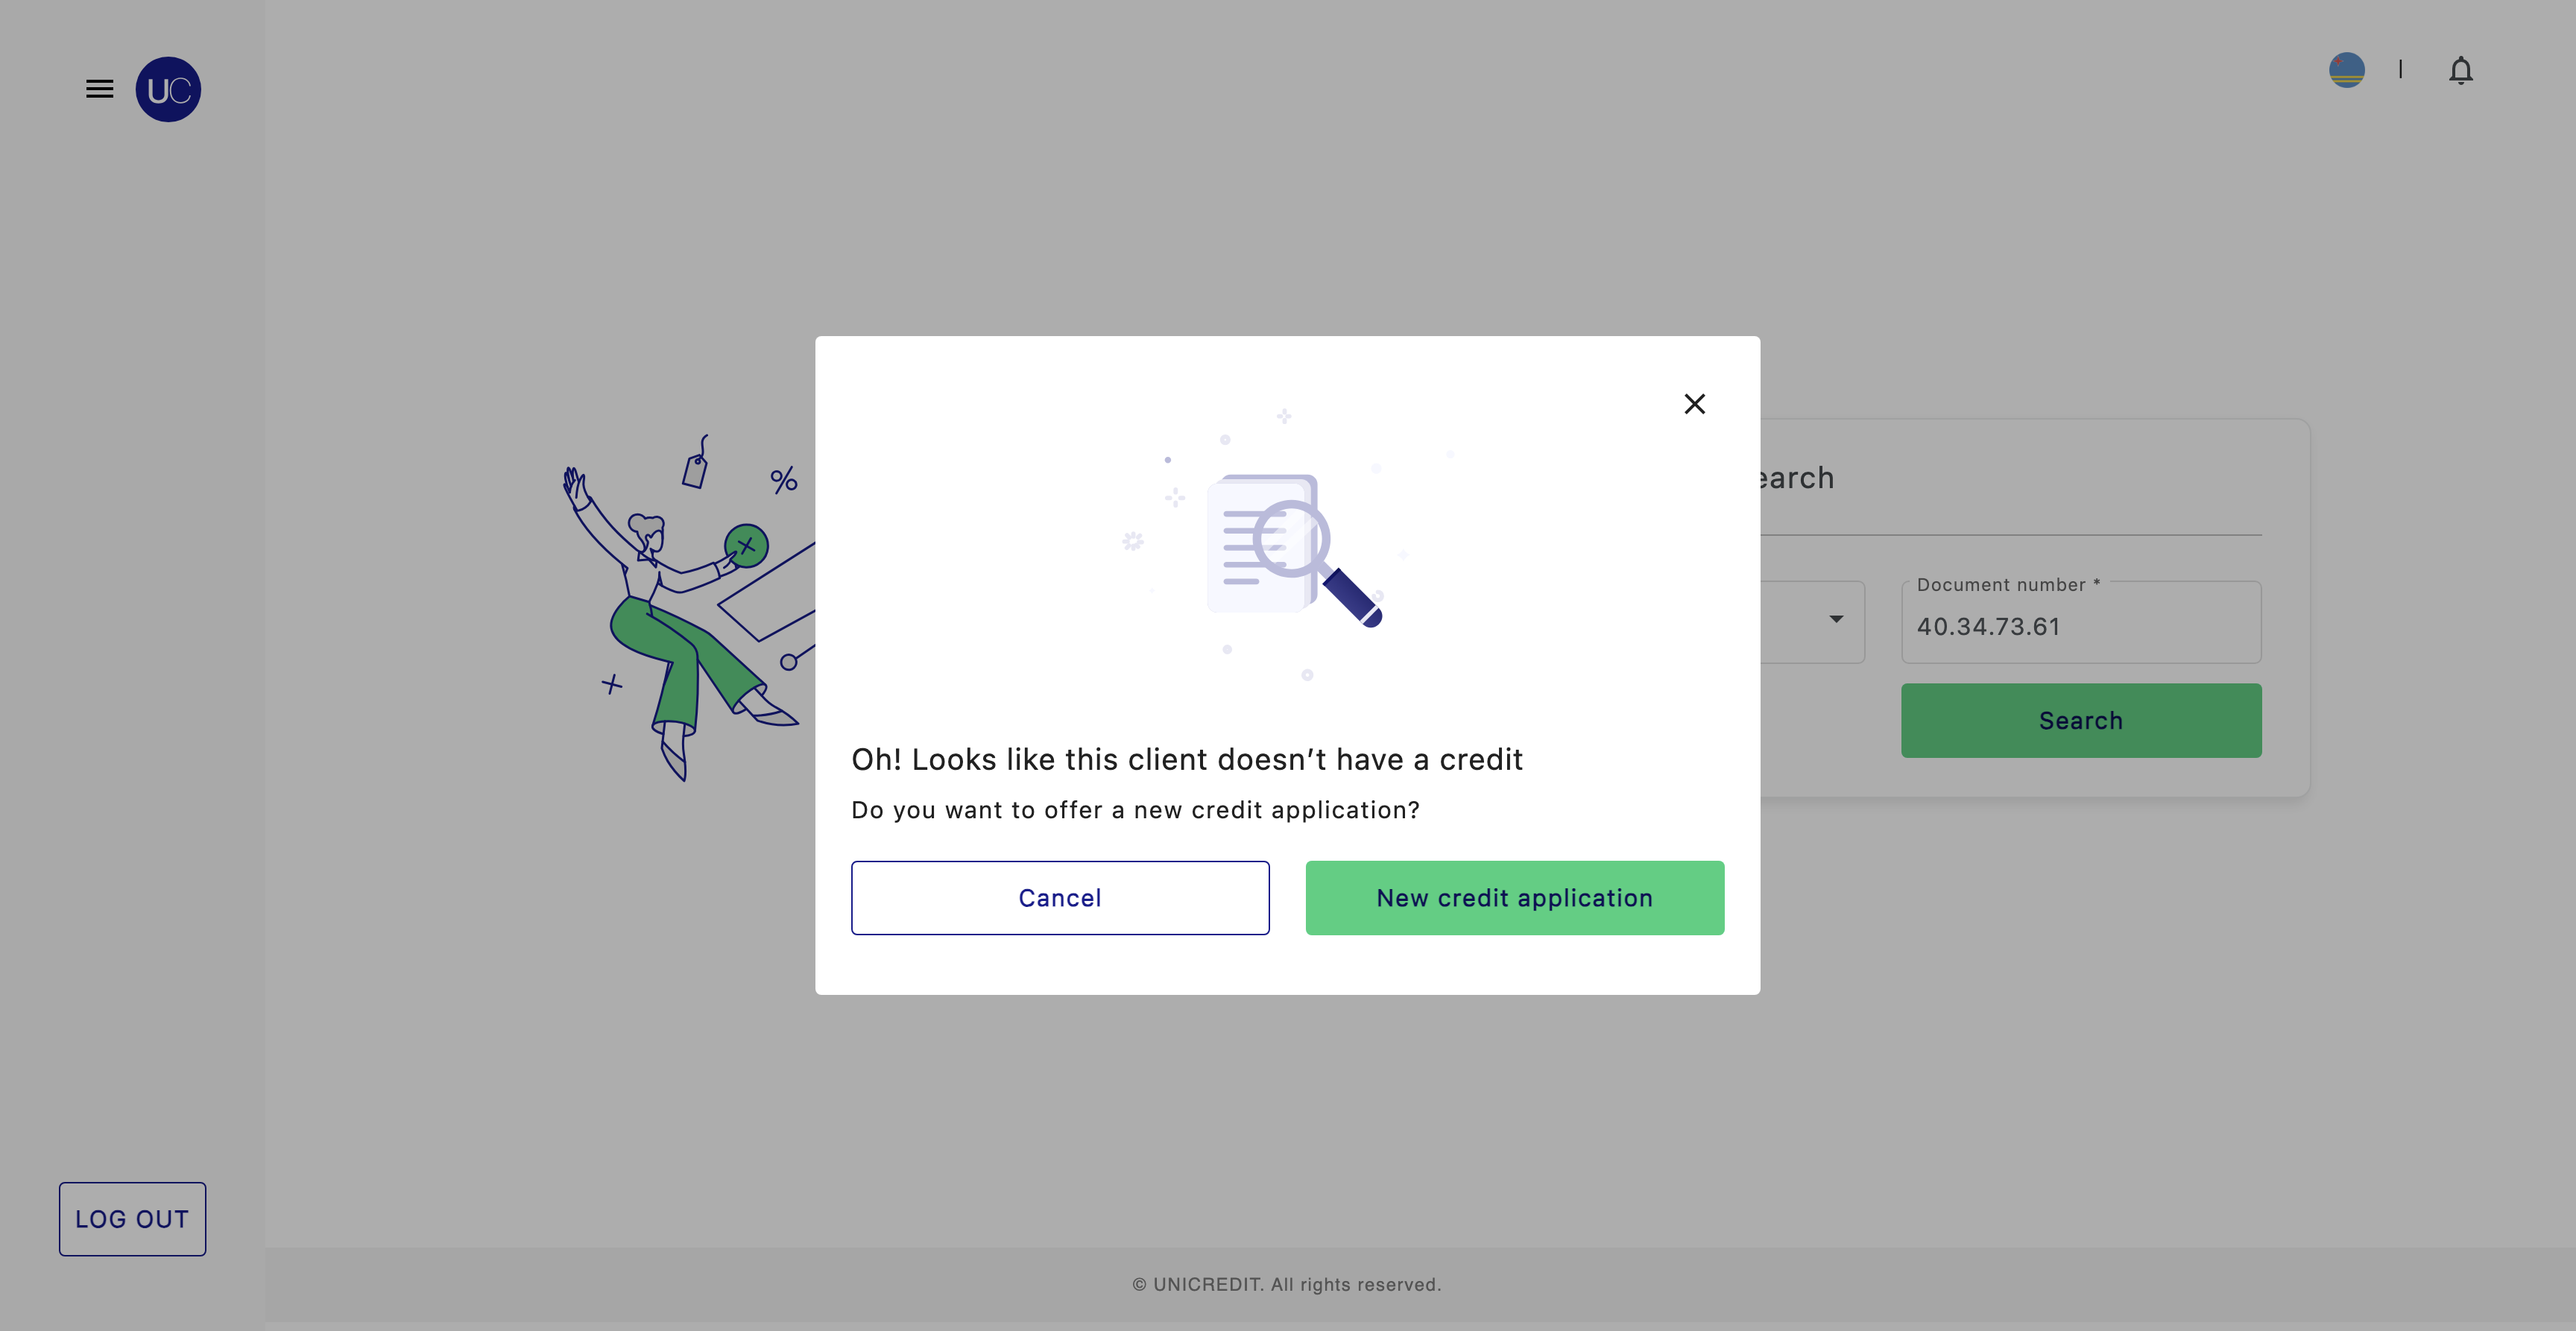 UC
earch
Document number *
40.34.73.61
Search
Oh! Looks like this client doesn’t have a credit
Do you want to offer a new credit application?
Cancel
New credit application
LOG OUT
© UNICREDIT. All rights reserved.